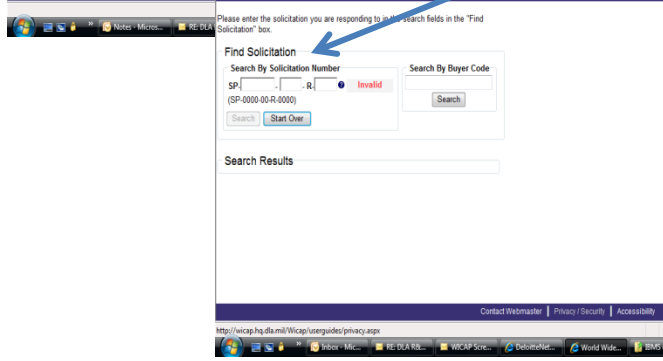 Please enter the solicitation you are responding to in the search fields in the "Find
Solicitation" box.
Find Solicitation
Search By Solicitation Number
SP- - - R- ? Invalid
(SP-0000-00-R-0000)
Search Start Over
Search By Buyer Code
Search
Search Results
Contact Webmaster | Privacy / Security | Accessibility
http://wicap.hq.dla.mil/Wicap/userguides/privacy.aspx
» Notes - Micros... RE: DLA
» Inbox - Mic... RE: DLA R&... WICAP Scre... DeloitteNet... World Wide... IEMS